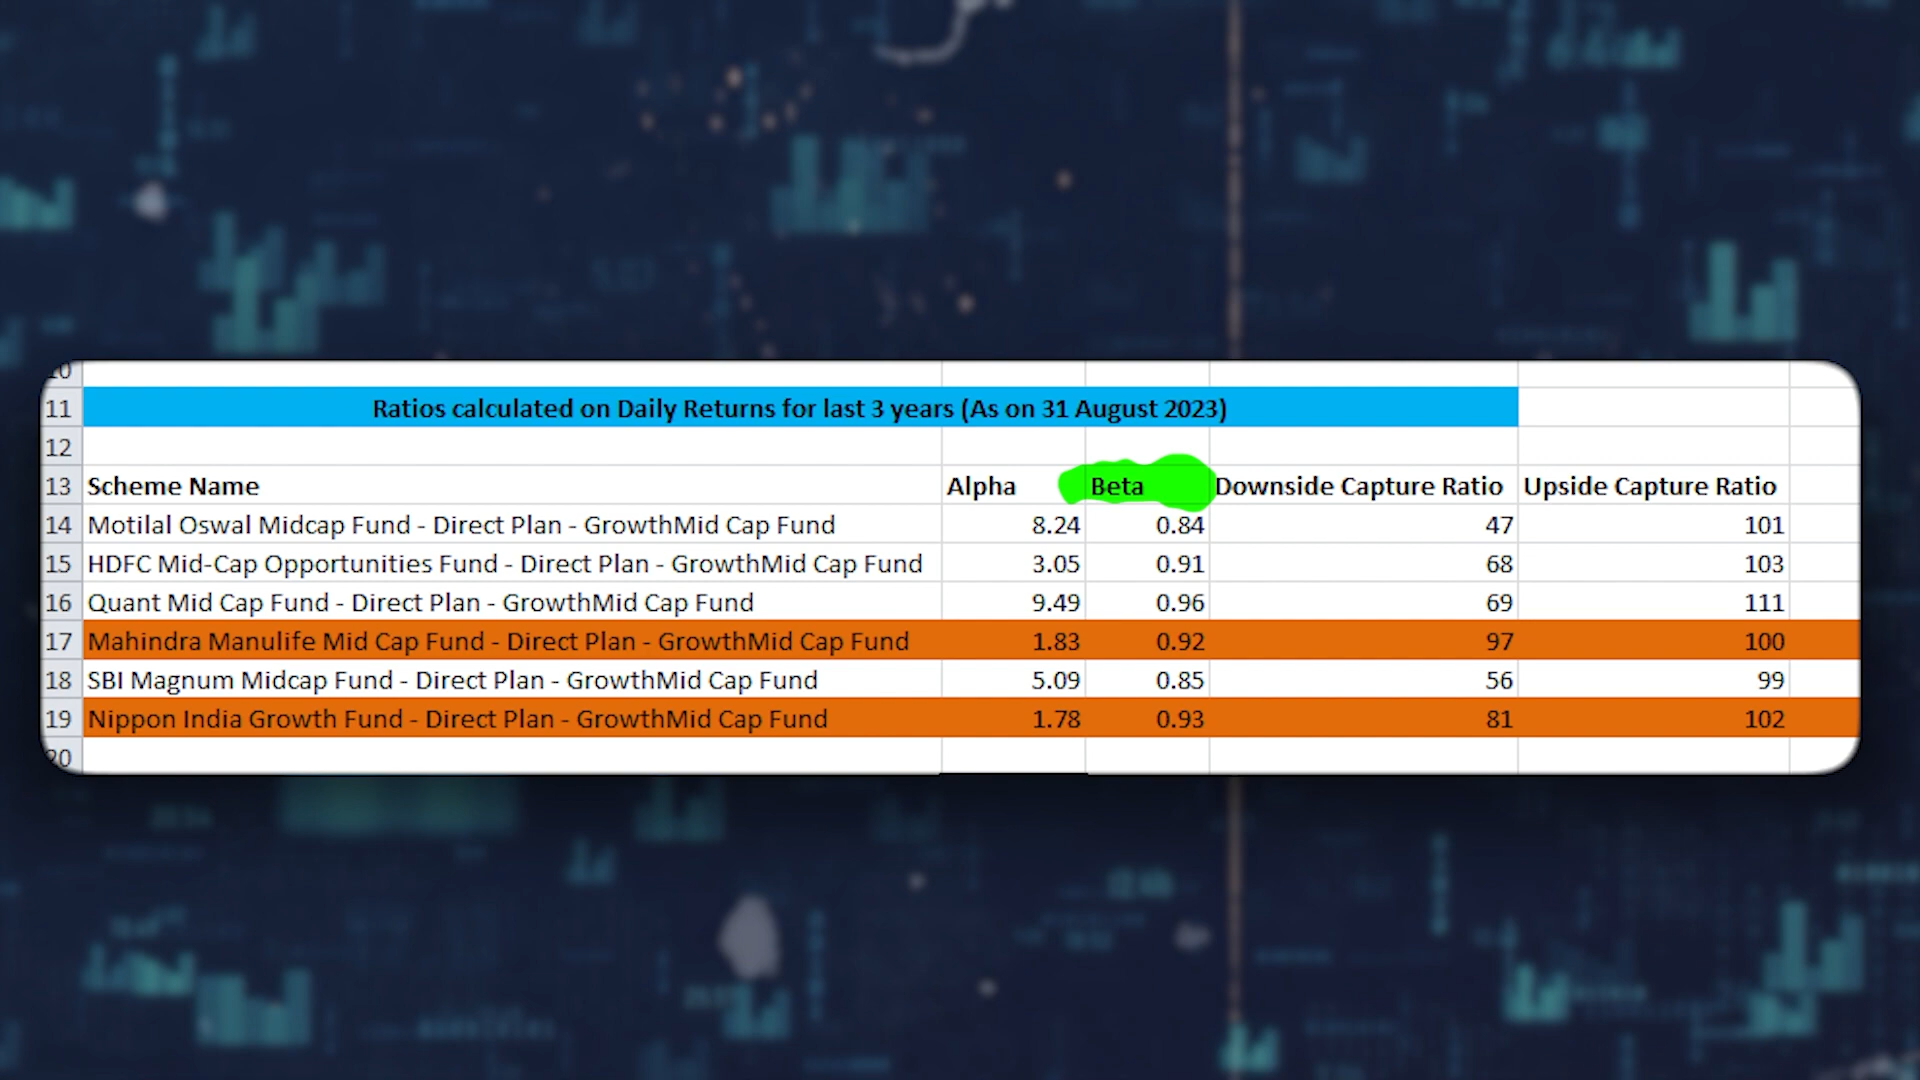 11 Ratios calculated on Daily Returns for last 3 years (As on 31 August 2023)
12
13 Scheme Name Alpha Beta Downside Capture Ratio Upside Capture Ratio
14 Motilal Oswal Midcap Fund - Direct Plan - GrowthMid Cap Fund 8.24 0.84 47 101
15 HDFC Mid-Cap Opportunities Fund - Direct Plan - GrowthMid Cap Fund 3.05 0.91 68 103
16 Quant Mid Cap Fund - Direct Plan - GrowthMid Cap Fund 9.49 0.96 69 111
17 Mahindra Manulife Mid Cap Fund - Direct Plan - GrowthMid Cap Fund 1.83 0.92 97 100
18 SBI Magnum Midcap Fund - Direct Plan - GrowthMid Cap Fund 5.09 0.85 56 99
19 Nippon India Growth Fund - Direct Plan - GrowthMid Cap Fund 1.78 0.93 81 102
20